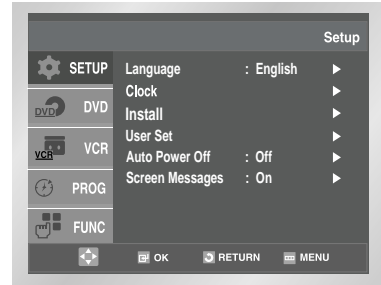 Setup
SETUP
DVD DVD
VCR VCR
PROG
FUNC
Language : English ►
Clock ►
Install ►
User Set ►
Auto Power Off : Off ►
Screen Messages : On ►
OK RETURN MENU